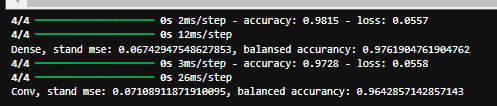 4/4 ━━━━━━━━━━━━━━━━━━━━ 0s 2ms/step - accuracy: 0.9815 - loss: 0.0557
4/4 ━━━━━━━━━━━━━━━━━━━━ 0s 12ms/step
Dense, stand mse: 0.06742947548627853, balansed accurancy: 0.9761904761904762
4/4 ━━━━━━━━━━━━━━━━━━━━ 0s 3ms/step - accuracy: 0.9728 - loss: 0.0558
4/4 ━━━━━━━━━━━━━━━━━━━━ 0s 26ms/step
Conv, stand mse: 0.07108911871910095, balanced accurancy: 0.9642857142857143